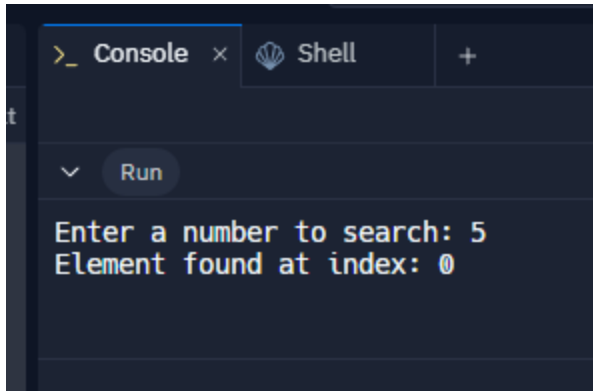 >_ Console × Shell +
t
Run
Enter a number to search: 5
Element found at index: 0